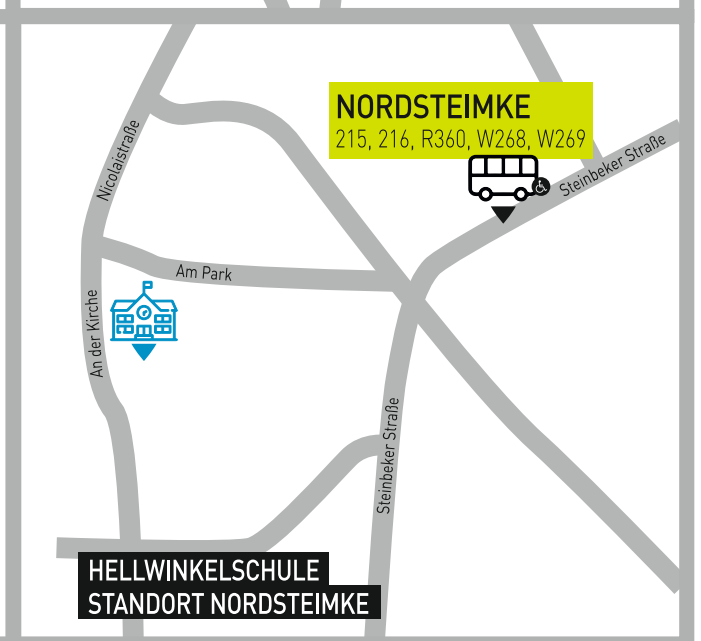 NORDSTEIMKE
215, 216, R360, W268, W269
Steinbeker Straße
Nicolaistraße
Am Park
An der Kirche
Steinbeker Straße
HELLWINKELSCHULE
STANDORT NORDSTEIMKE